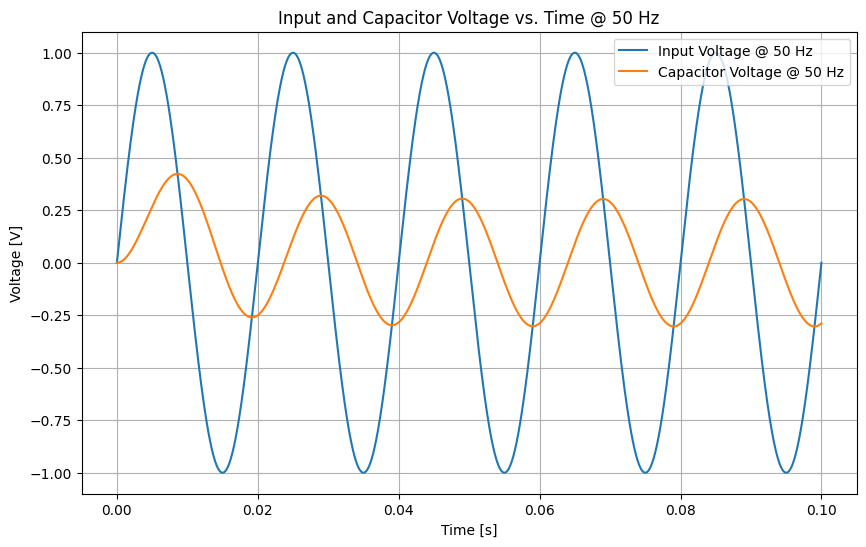 Input and Capacitor Voltage vs. Time @ 50 Hz
Input Voltage @ 50 Hz
Capacitor Voltage @ 50 Hz
1.00
0.75
0.50
0.25
0.00
−0.25
−0.50
−0.75
−1.00
Voltage [V]
0.00 0.02 0.04 0.06 0.08 0.10
Time [s]